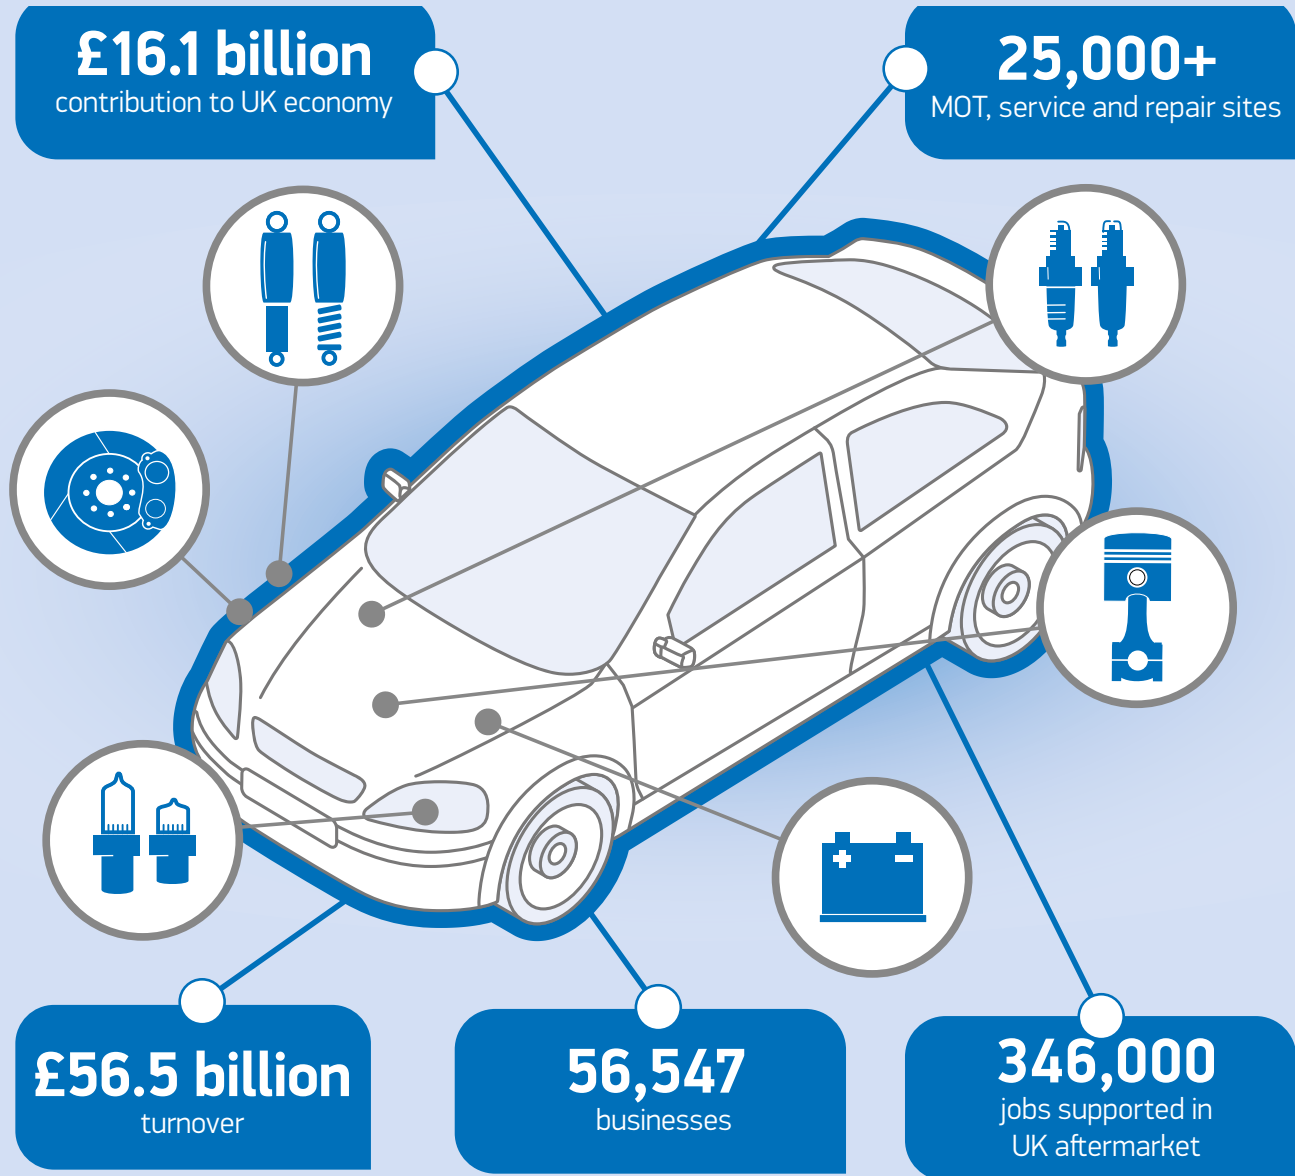 £16.1 billion
contribution to UK economy
25,000+
MOT, service and repair sites
£56.5 billion
turnover
56,547
businesses
346,000
jobs supported in
UK aftermarket